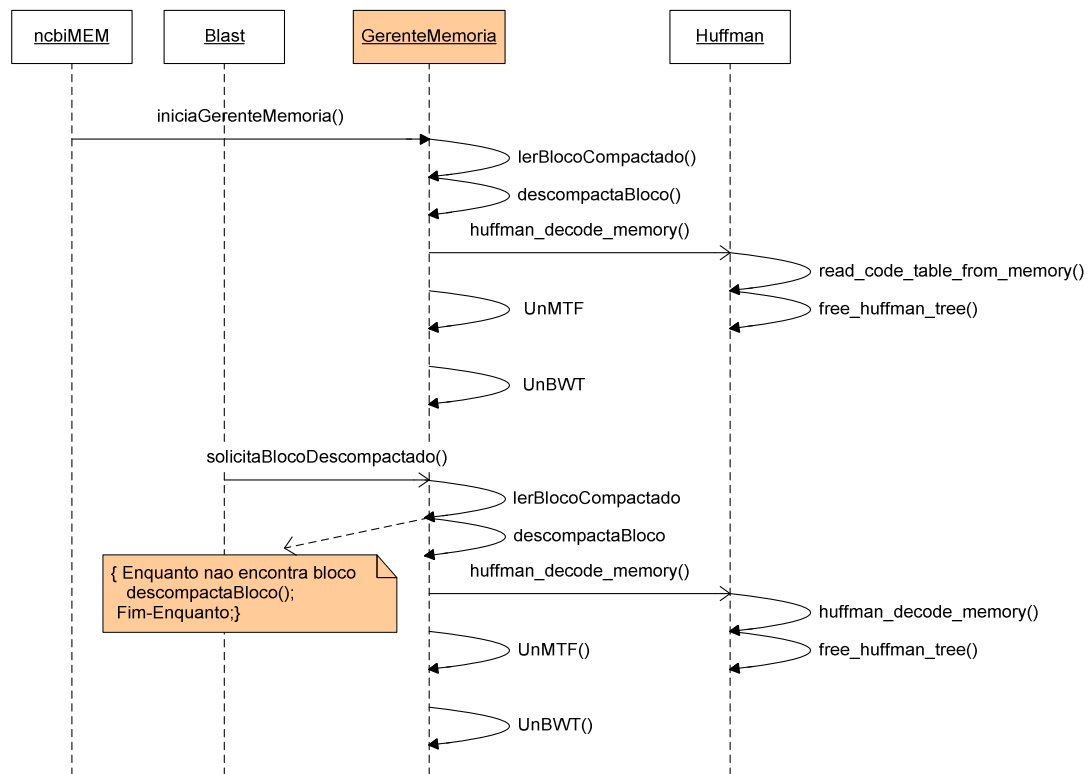 ncbiMEM
Blast
GerenteMemoria
Huffman
iniciaGerenteMemoria()
lerBlocoCompactado()
descompactaBloco()
huffman_decode_memory()
read_code_table_from_memory()
UnMTF
free_huffman_tree()
UnBWT
solicitaBlocoDescompactado()
lerBlocoCompactado
descompactaBloco
huffman_decode_memory()
{ Enquanto nao encontra bloco
descompactaBloco();
Fim-Enquanto;}
huffman_decode_memory()
UnMTF()
free_huffman_tree()
UnBWT()